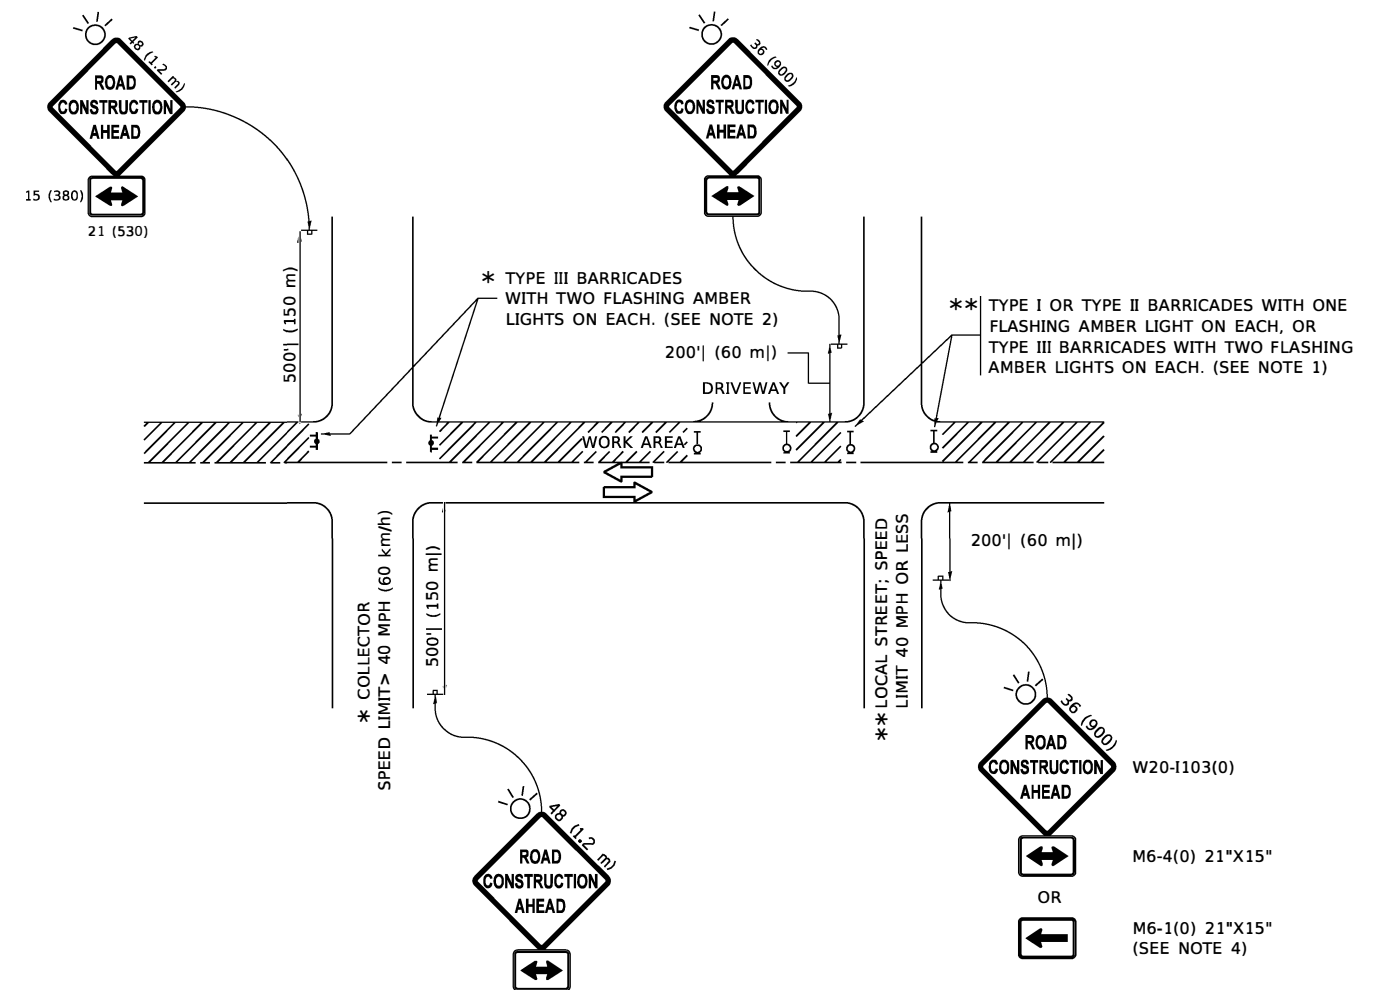 48 (1.2 m)
ROAD
CONSTRUCTION
AHEAD
15 (380)
21 (530)
36 (900)
ROAD
CONSTRUCTION
AHEAD
500'| (150 m)
* TYPE III BARRICADES
WITH TWO FLASHING AMBER
LIGHTS ON EACH. (SEE NOTE 2)
200'| (60 m|)
DRIVEWAY
** TYPE I OR TYPE II BARRICADES WITH ONE
FLASHING AMBER LIGHT ON EACH, OR
TYPE III BARRICADES WITH TWO FLASHING
AMBER LIGHTS ON EACH. (SEE NOTE 1)
WORK AREA
* COLLECTOR
SPEED LIMIT> 40 MPH (60 km/h)
500'| (150 m|)
**LOCAL STREET; SPEED
LIMIT 40 MPH OR LESS
200'| (60 m|)
48 (1.2 m)
ROAD
CONSTRUCTION
AHEAD
36 (900)
ROAD
CONSTRUCTION
AHEAD
W20-I103(0)
M6-4(0) 21"X15"
OR
M6-1(0) 21"X15"
(SEE NOTE 4)